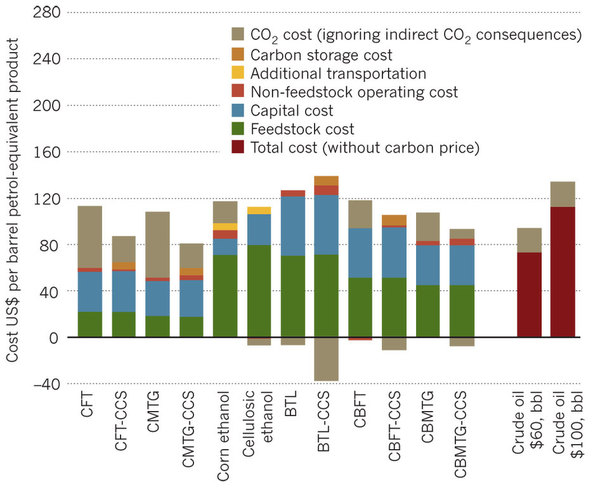 280
240
200
160
120
80
40
0
−40
Cost US$ per barrel petrol-equivalent product
CO₂ cost (ignoring indirect CO₂ consequences)
Carbon storage cost
Additional transportation
Non-feedstock operating cost
Capital cost
Feedstock cost
Total cost (without carbon price)
CFT
CFT-CCS
CMTG
CMTG-CCS
Corn ethanol
Cellulosic
ethanol
BTL
BTL-CCS
CBFT
CBFT-CCS
CBMTG
CBMTG-CCS
Crude oil
$60, bbl
Crude oil
$100, bbl